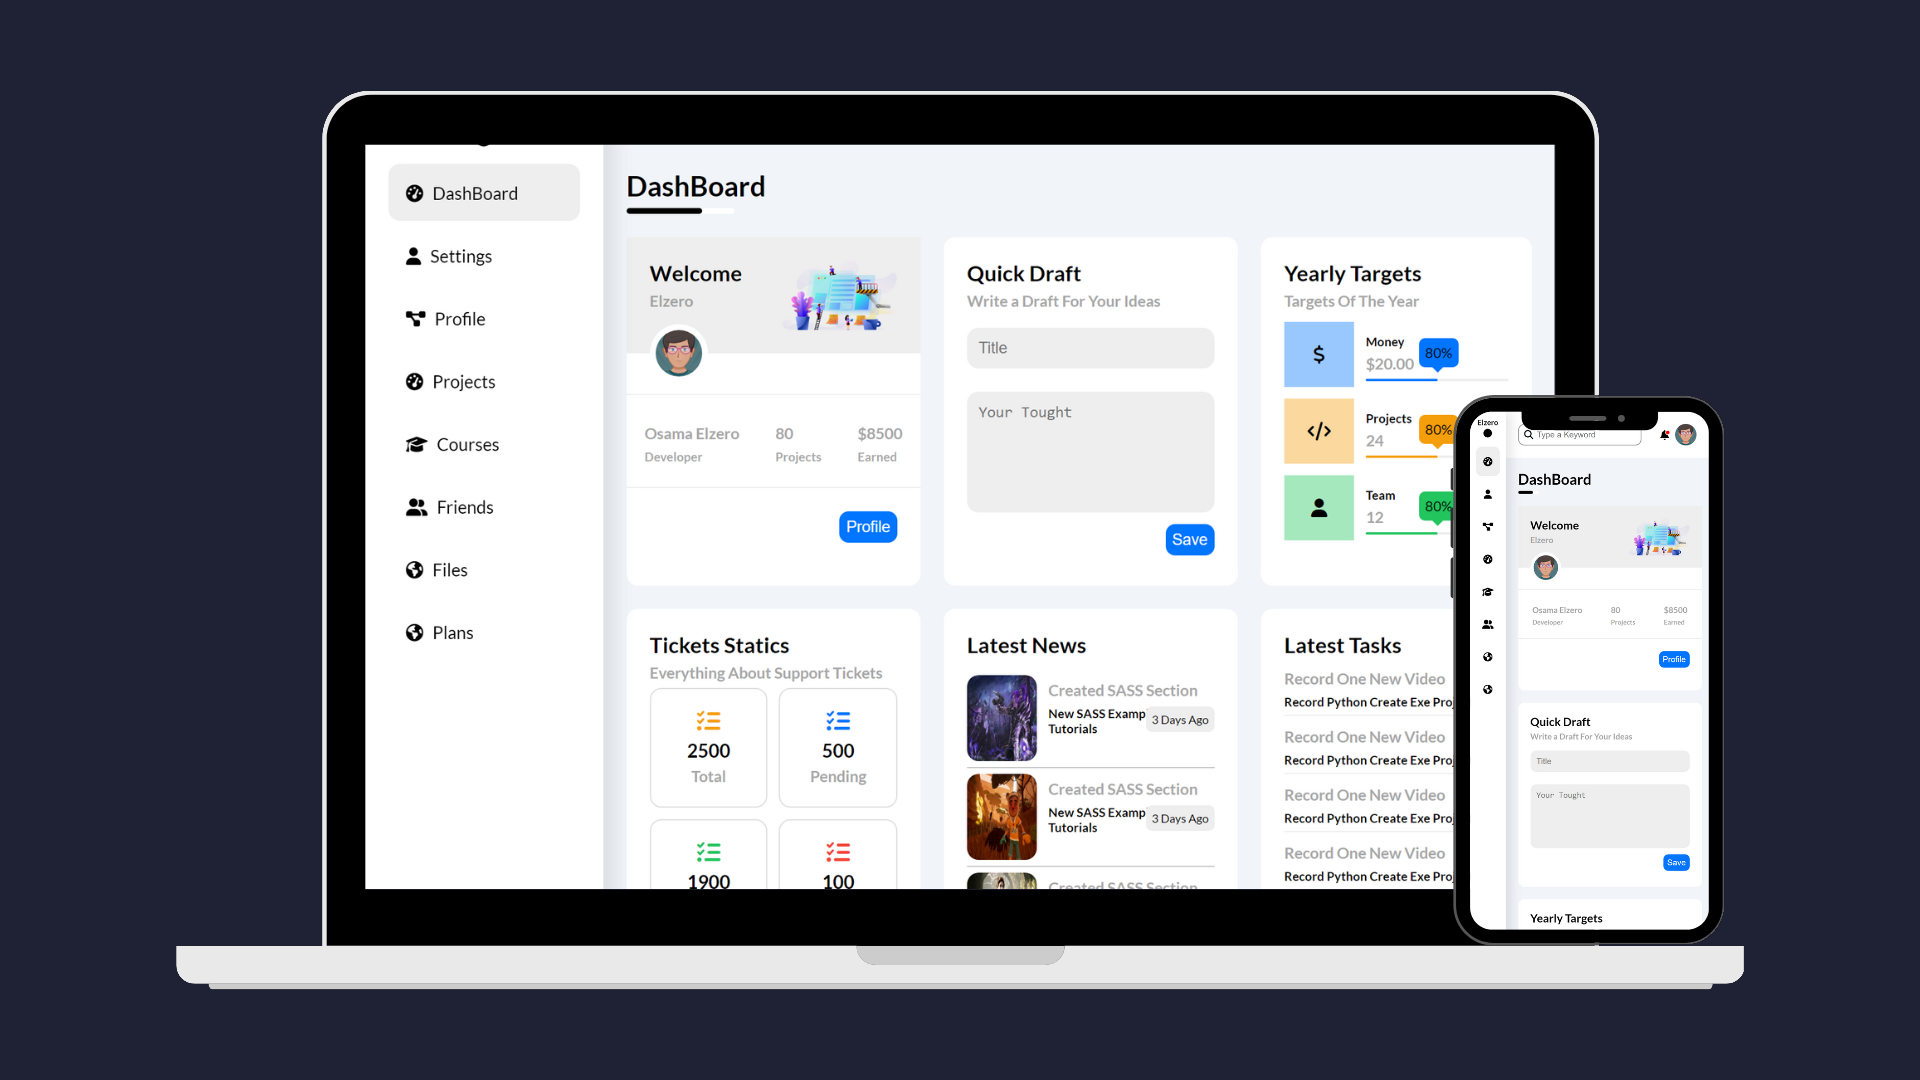 DashBoard
Settings
Profile
Projects
Courses
Friends
Files
Plans
DashBoard
Welcome
Elzero
Osama Elzero
Developer
80
Projects
$8500
Earned
Profile
Quick Draft
Write a Draft For Your Ideas
Title
Your Tought
Save
Yearly Targets
Targets Of The Year
Money
$20.00
80%
Projects
24
80%
Team
12
80%
Tickets Statics
Everything About Support Tickets
2500
Total
500
Pending
1900
100
Latest News
Created SASS Section
New SASS Examp
Tutorials
3 Days Ago
Created SASS Section
New SASS Examp
Tutorials
3 Days Ago
Created SASS Section
Latest Tasks
Record One New Video
Record Python Create Exe Proj
Record One New Video
Record Python Create Exe Proj
Record One New Video
Record Python Create Exe Proj
Record One New Video
Record Python Create Exe Proj
Elzero
Type a Keyword
DashBoard
Welcome
Elzero
Osama Elzero
Developer
80
Projects
$8500
Earned
Profile
Quick Draft
Write a Draft For Your Ideas
Title
Your Tought
Save
Yearly Targets